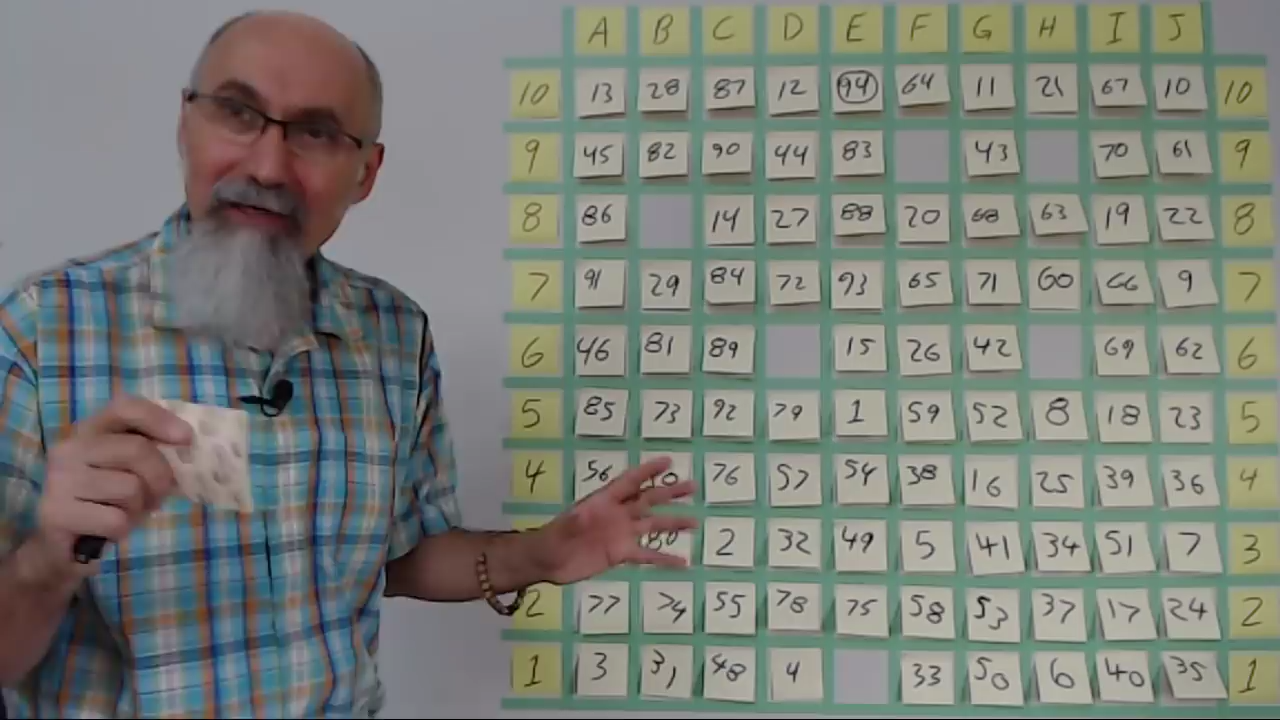 A B C D E F G H I J
10 13 28 87 12 94 64 11 21 67 10 10
9 45 82 90 44 83 43 70 61 9
8 86 14 27 88 20 68 63 19 22 8
7 91 29 84 72 93 65 71 60 66 9 7
6 46 81 89 15 26 42 69 62 6
5 85 73 92 79 1 59 52 8 18 23 5
4 56 76 57 54 38 16 25 39 36 4
80 2 32 49 5 41 34 51 7 3
2 77 74 55 78 75 58 53 37 17 24 2
1 3 31 48 4 33 50 6 40 35 1